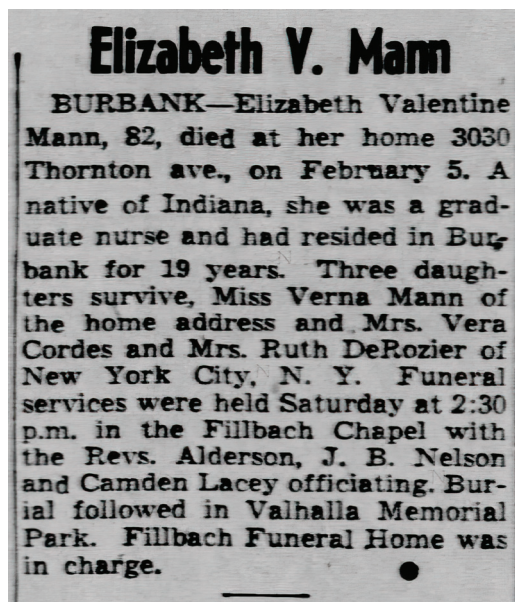 Elizabeth V. Mann
BURBANK—Elizabeth Valentine
Mann, 82, died at her home 3030
Thornton ave., on February 5. A
native of Indiana, she was a grad-
uate nurse and had resided in Bur-
bank for 19 years. Three daugh-
ters survive, Miss Verna Mann of
the home address and Mrs. Vera
Cordes and Mrs. Ruth DeRozier of
New York City, N. Y. Funeral
services were held Saturday at 2:30
p.m. in the Fillbach Chapel with
the Revs. Alderson, J. B. Nelson
and Camden Lacey officiating. Bur-
ial followed in Valhalla Memorial
Park. Fillbach Funeral Home was
in charge.